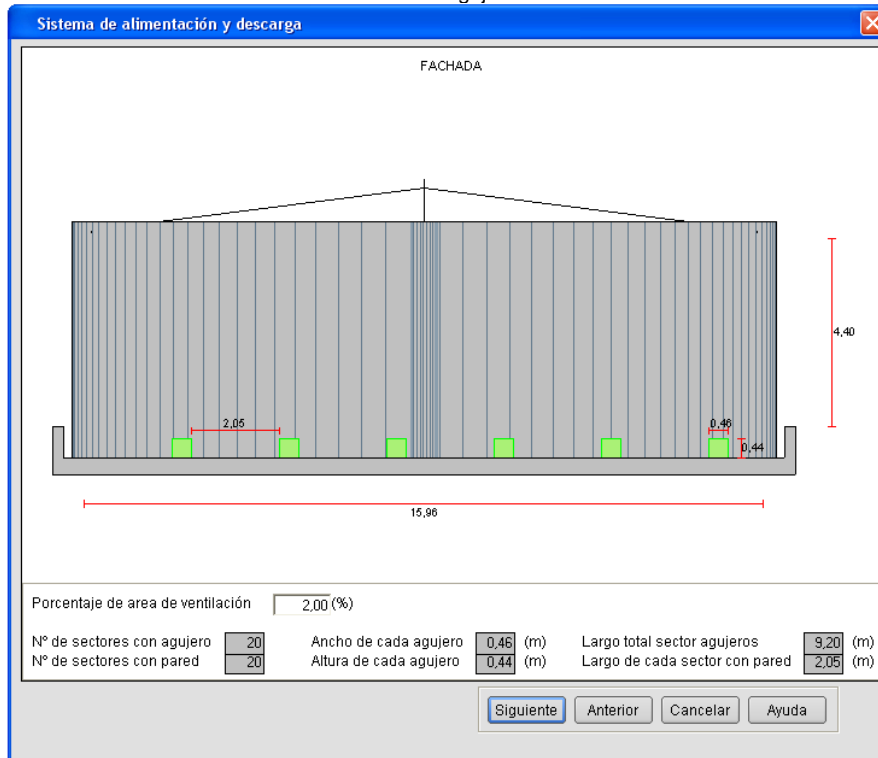 Sistema de alimentación y descarga
FACHADA
4,40
2,05
0,46
0,44
15,96
Porcentaje de area de ventilación 2,00 (%)
Nº de sectores con agujero 20 Ancho de cada agujero 0,46 (m) Largo total sector agujeros 9,20 (m)
Nº de sectores con pared 20 Altura de cada agujero 0,44 (m) Largo de cada sector con pared 2,05 (m)
Siguiente Anterior Cancelar Ayuda